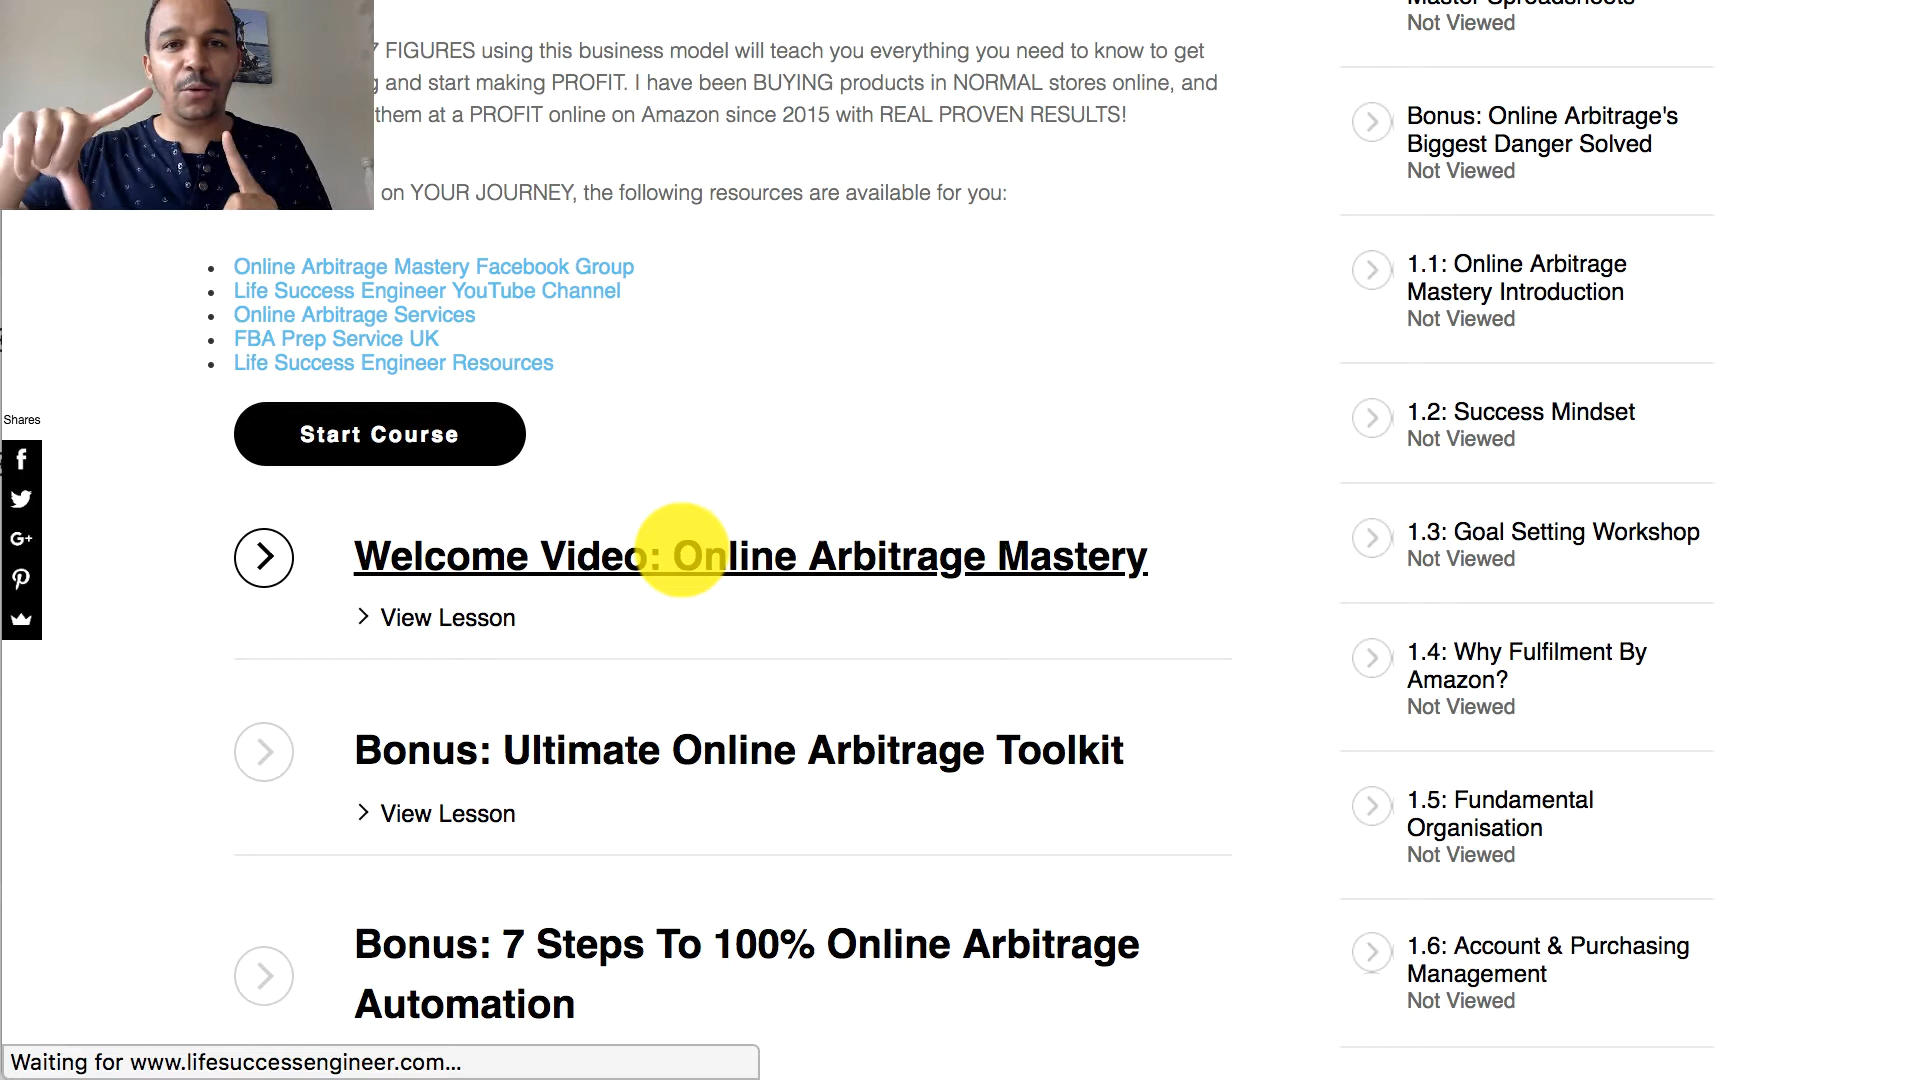 7 FIGURES using this business model will teach you everything you need to know to get
and start making PROFIT. I have been BUYING products in NORMAL stores online, and
them at a PROFIT online on Amazon since 2015 with REAL PROVEN RESULTS!
on YOUR JOURNEY, the following resources are available for you:
Online Arbitrage Mastery Facebook Group
Life Success Engineer YouTube Channel
Online Arbitrage Services
FBA Prep Service UK
Life Success Engineer Resources
Start Course
Shares
Welcome Video: Online Arbitrage Mastery
View Lesson
Bonus: Ultimate Online Arbitrage Toolkit
View Lesson
Bonus: 7 Steps To 100% Online Arbitrage
Automation
Waiting for www.lifesuccessengineer.com...
Master Spreadsheets
Not Viewed
Bonus: Online Arbitrage's
Biggest Danger Solved
Not Viewed
1.1: Online Arbitrage
Mastery Introduction
Not Viewed
1.2: Success Mindset
Not Viewed
1.3: Goal Setting Workshop
Not Viewed
1.4: Why Fulfilment By
Amazon?
Not Viewed
1.5: Fundamental
Organisation
Not Viewed
1.6: Account & Purchasing
Management
Not Viewed